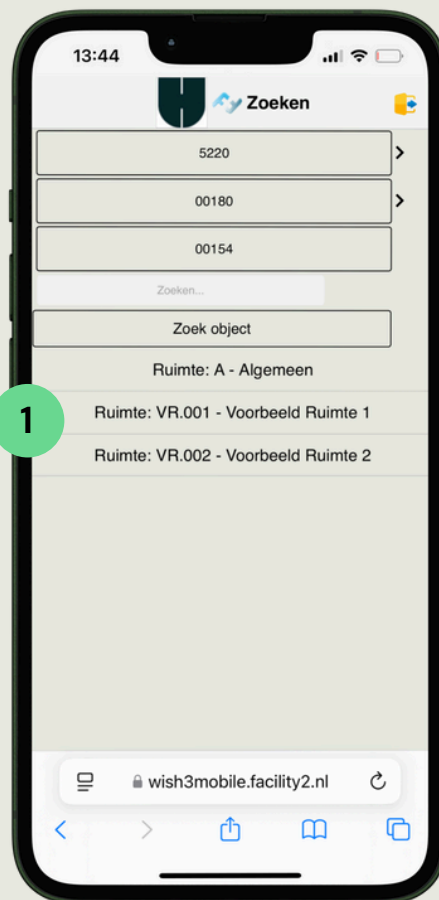 13:44
Zoeken
5220
00180
00154
Zoeken...
Zoek object
Ruimte: A - Algemeen
1
Ruimte: VR.001 - Voorbeeld Ruimte 1
Ruimte: VR.002 - Voorbeeld Ruimte 2
wish3mobile.facility2.nl